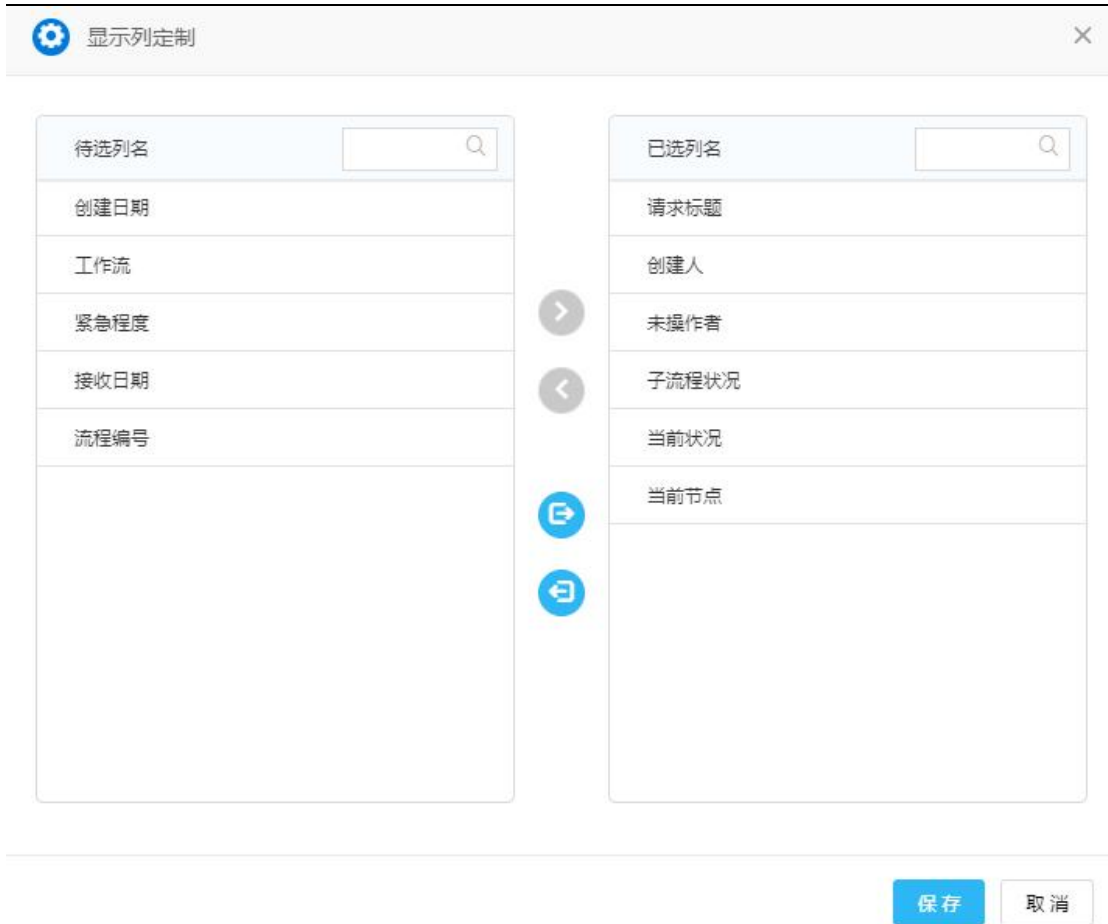 显示列定制
待选列名
创建日期
工作流
紧急程度
接收日期
流程编号
已选列名
请求标题
创建人
未操作者
子流程状况
当前状况
当前节点
保存
取消